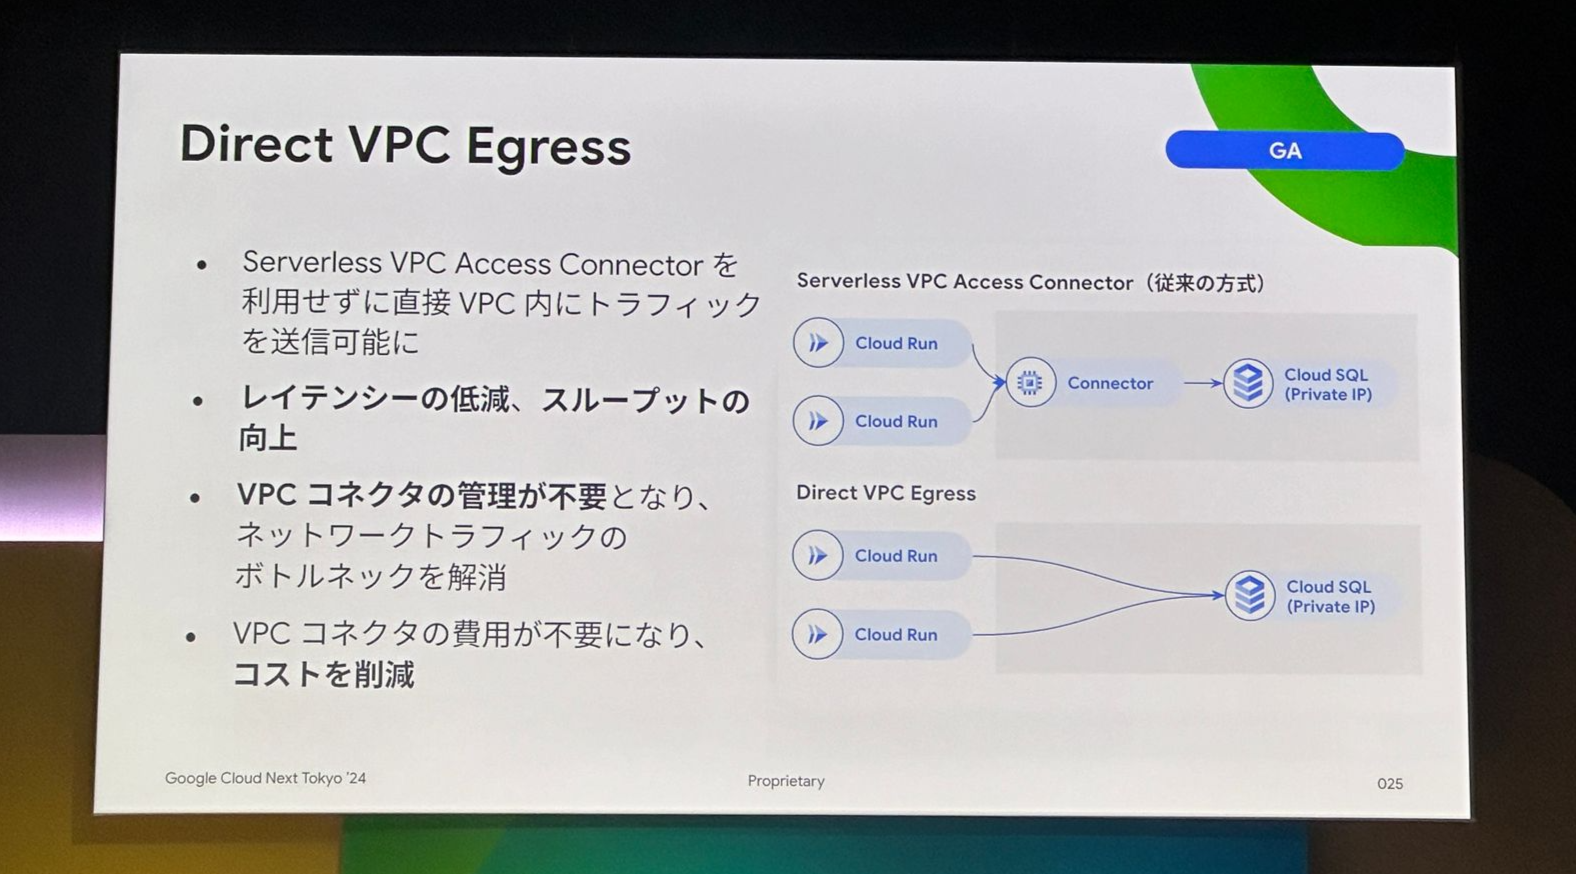 Direct VPC Egress
GA
Serverless VPC Access Connector を
利用せずに直接 VPC 内にトラフィック
を送信可能に
レイテンシーの低減、スループットの
向上
VPC コネクタの管理が不要となり、
ネットワークトラフィックの
ボトルネックを解消
VPC コネクタの費用が不要になり、
コストを削減
Serverless VPC Access Connector（従来の方式）
Cloud Run
Cloud Run
Connector
Cloud SQL
(Private IP)
Direct VPC Egress
Cloud Run
Cloud Run
Cloud SQL
(Private IP)
Google Cloud Next Tokyo '24
Proprietary
025